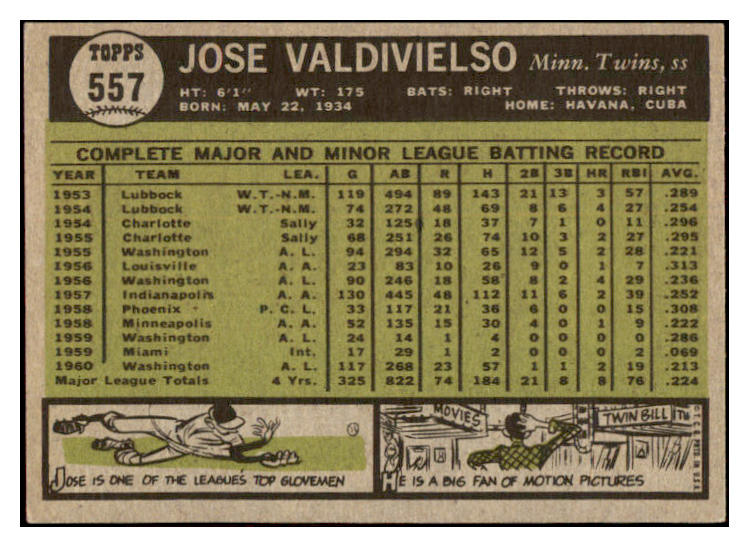 TOPPS
557
JOSE VALDIVIELSO Minn. Twins, ss
HT: 6'1" WT: 175 BATS: RIGHT THROWS: RIGHT
BORN: MAY 22, 1934 HOME: HAVANA, CUBA
COMPLETE MAJOR AND MINOR LEAGUE BATTING RECORD
YEAR TEAM LEA. G AB R H 2B 3B HR RBI AVG.
1953 Lubbock W.T.-N.M. 119 494 89 143 21 13 3 57 .289
1954 Lubbock W.T.-N.M. 74 272 48 69 8 6 4 27 .254
1954 Charlotte Sally 32 125 18 37 7 1 0 11 .296
1955 Charlotte Sally 68 251 26 74 10 3 2 27 .295
1955 Washington A. L. 94 294 32 65 12 5 2 28 .221
1956 Louisville A. A. 23 83 10 26 9 0 1 7 .313
1956 Washington A. L. 90 246 18 58 8 2 4 29 .236
1957 Indianapolis A. A. 130 445 48 112 11 6 2 39 .252
1958 Phoenix P. C. L. 33 117 21 36 6 0 0 15 .308
1958 Minneapolis A. A. 52 135 15 30 4 0 1 9 .222
1959 Washington A. L. 24 14 1 4 0 0 0 0 .286
1959 Miami Int. 17 29 1 2 0 0 0 2 .069
1960 Washington A. L. 117 268 23 57 1 1 2 19 .213
Major League Totals 4 Yrs. 325 822 74 184 21 8 8 76 .224
MOVIES
TWIN BILL
JOSE IS ONE OF THE LEAGUE'S TOP GLOVEMEN
HE IS A BIG FAN OF MOTION PICTURES
© T.C.G. PRTD. IN U.S.A.